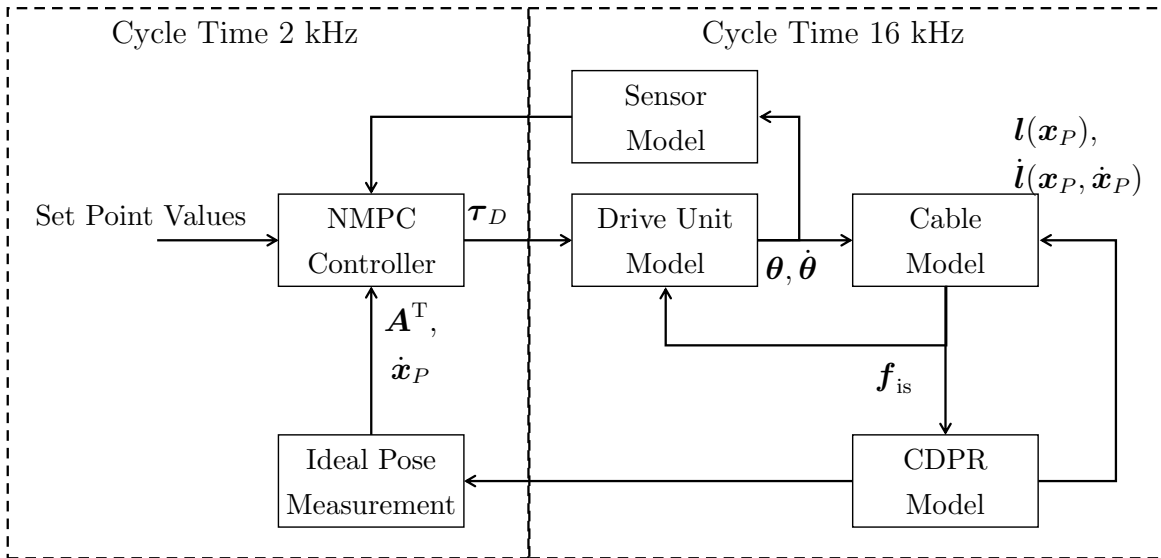 Cycle Time 2 kHz
Cycle Time 16 kHz
Sensor
Model
l(x_P),
l̇(x_P, ẋ_P)
Set Point Values
NMPC
Controller
τ_D
Drive Unit
Model
θ, θ̇
Cable
Model
A^T,
ẋ_P
f_is
Ideal Pose
Measurement
CDPR
Model